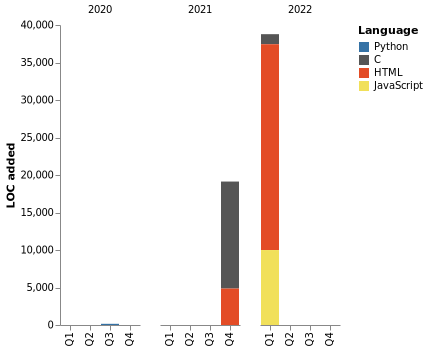 2020 2021 2022
Language
Python
C
HTML
JavaScript
LOC added
40,000
35,000
30,000
25,000
20,000
15,000
10,000
5,000
0
Q1 Q2 Q3 Q4 Q1 Q2 Q3 Q4 Q1 Q2 Q3 Q4